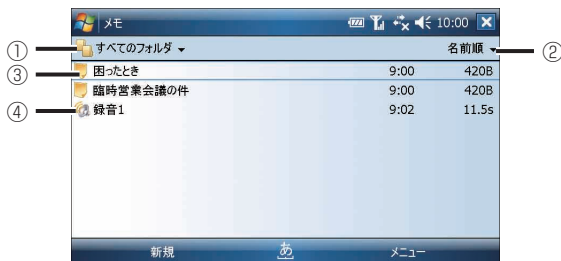 メモ 10:00
① すべてのフォルダ 名前順 ②
③ 困ったとき 9:00 420B
臨時営業会議の件 9:00 420B
④ 録音1 9:02 11.5s
新規 あ メニュー